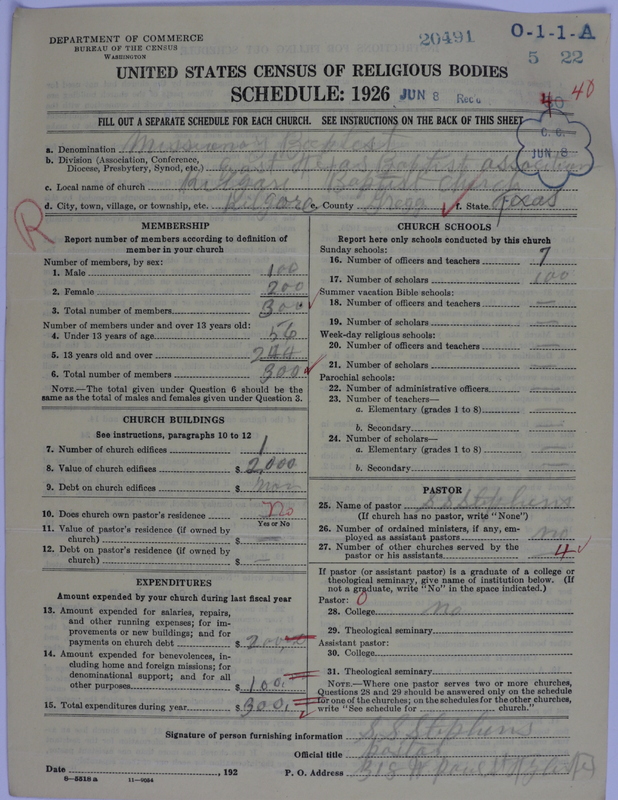 DEPARTMENT OF COMMERCE
BUREAU OF THE CENSUS
WASHINGTON
20491
O-1-1-A
5 22
UNITED STATES CENSUS OF RELIGIOUS BODIES
SCHEDULE: 1926 JUN 8 Rec'd
40
FILL OUT A SEPARATE SCHEDULE FOR EACH CHURCH. SEE INSTRUCTIONS ON THE BACK OF THIS SHEET
C. C.
JUN 8
a. Denomination Missionary Baptist
b. Division (Association, Conference,
Diocese, Presbytery, Synod, etc.) East Texas Baptist association
c. Local name of church Kilgore Baptist Church
d. City, town, village, or township, etc. Kilgore e. County Gregg f. State Texas
R
MEMBERSHIP
Report number of members according to definition of
member in your church
Number of members, by sex:
1. Male 100
2. Female 200
3. Total number of members 300
Number of members under and over 13 years old:
4. Under 13 years of age 56
5. 13 years old and over 244
6. Total number of members 300
NOTE.—The total given under Question 6 should be the
same as the total of males and females given under Question 3.
CHURCH BUILDINGS
See instructions, paragraphs 10 to 12
7. Number of church edifices 1
8. Value of church edifices $ 2,000
9. Debt on church edifices $
10. Does church own pastor's residence no
Yes or No
11. Value of pastor's residence (if owned by
church) $ —
12. Debt on pastor's residence (if owned by
church) $ —
EXPENDITURES
Amount expended by your church during last fiscal year
13. Amount expended for salaries, repairs,
and other running expenses; for im-
provements or new buildings; and for
payments on church debt $ 200
14. Amount expended for benevolences, in-
cluding home and foreign missions; for
denominational support; and for all
other purposes $ 100
15. Total expenditures during year $ 300
CHURCH SCHOOLS
Report here only schools conducted by this church
Sunday schools:
16. Number of officers and teachers 7
17. Number of scholars 100
Summer vacation Bible schools:
18. Number of officers and teachers —
19. Number of scholars —
Week-day religious schools:
20. Number of officers and teachers —
21. Number of scholars —
Parochial schools:
22. Number of administrative officers —
23. Number of teachers—
a. Elementary (grades 1 to 8) —
b. Secondary —
24. Number of scholars—
a. Elementary (grades 1 to 8) —
b. Secondary —
PASTOR
25. Name of pastor S S Stephens
(If church has no pastor, write "None")
26. Number of ordained ministers, if any, em-
ployed as assistant pastors no
27. Number of other churches served by the
pastor or his assistants 4
If pastor (or assistant pastor) is a graduate of a college or
theological seminary, give name of institution below. (If
not a graduate, write "No" in the space indicated.)
Pastor: 0
28. College no
29. Theological seminary
Assistant pastor:
30. College
31. Theological seminary
NOTE.—Where one pastor serves two or more churches,
Questions 28 and 29 should be answered only on the schedule
for one of the churches; on the schedules for the other churches,
write "See schedule for church."
Signature of person furnishing information S S Stephens
Official title pastor
Date , 192 P. O. Address 318 W
8-5518 a 11-9094